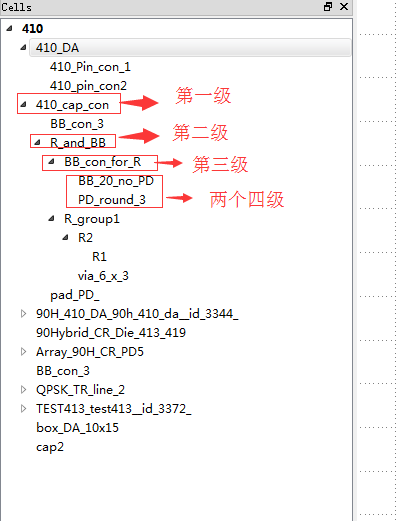 Cells
410
410_DA
410_Pin_con_1
410_pin_con2
410_cap_con 第一级
BB_con_3
R_and_BB 第二级
BB_con_for_R 第三级
BB_20_no_PD
PD_round_3 两个四级
R_group1
R2
R1
via_6_x_3
pad_PD_
90H_410_DA_90h_410_da__id_3344_
90Hybrid_CR_Die_413_419
Array_90H_CR_PD5
BB_con_3
QPSK_TR_line_2
TEST413_test413__id_3372_
box_DA_10x15
cap2